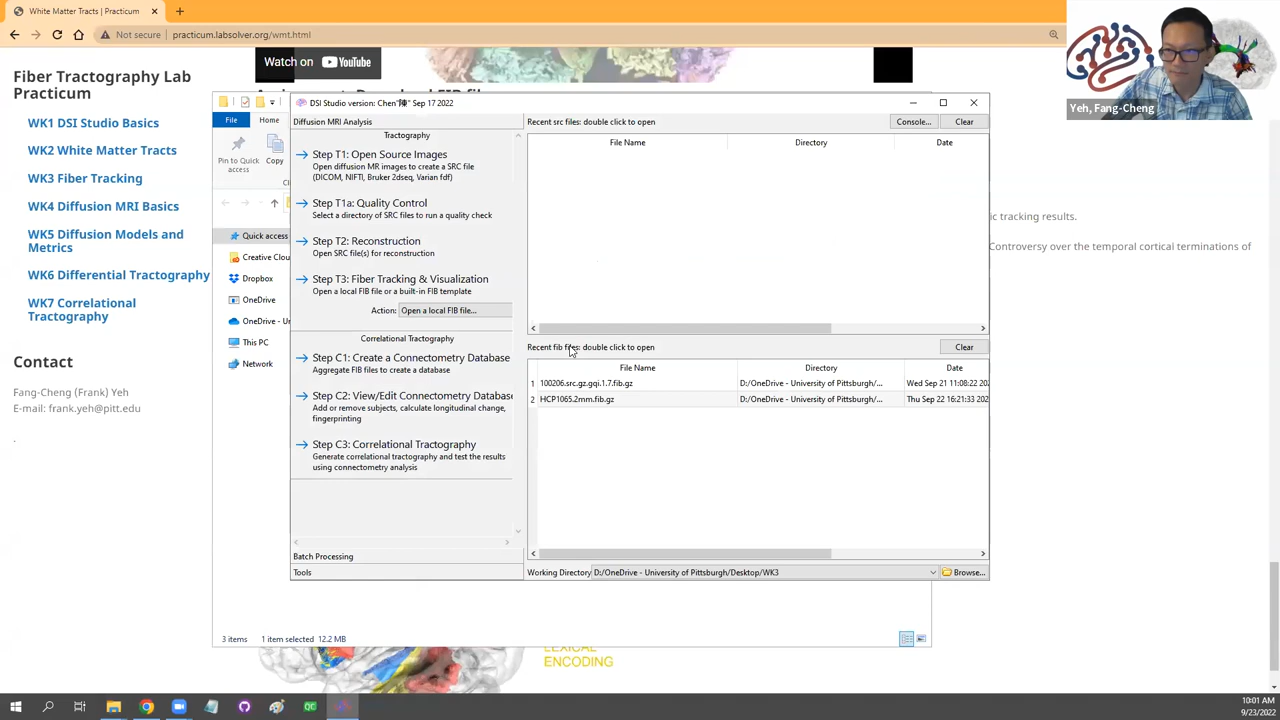 White Matter Tracts | Practicum
Not secure | practicum.labsolver.org/wmt.html
Yeh, Fang-Cheng
Fiber Tractography Lab
Practicum
WK1 DSI Studio Basics
WK2 White Matter Tracts
WK3 Fiber Tracking
WK4 Diffusion MRI Basics
WK5 Diffusion Models and
Metrics
WK6 Differential Tractography
WK7 Correlational
Tractography
Contact
Fang-Cheng (Frank) Yeh
E-mail: frank.yeh@pitt.edu
.
Watch on YouTube
File
Home
Pin to Quick
access
Copy
Quick access
Creative Clou
Dropbox
OneDrive
OneDrive - Un
This PC
Network
3 items 1 item selected 12.2 MB
DSI Studio version: Chen"陳" Sep 17 2022
Diffusion MRI Analysis
Tractography
Step T1: Open Source Images
Open diffusion MR images to create a SRC file
(DICOM, NIFTI, Bruker 2dseq, Varian fdf)
Step T1a: Quality Control
Select a directory of SRC files to run a quality check
Step T2: Reconstruction
Open SRC file(s) for reconstruction
Step T3: Fiber Tracking & Visualization
Open a local FIB file or a built-in FIB template
Action: Open a local FIB file...
Correlational Tractography
Step C1: Create a Connectometry Database
Aggregate FIB files to create a database
Step C2: View/Edit Connectometry Database
Add or remove subjects, calculate longitudinal change,
fingerprinting
Step C3: Correlational Tractography
Generate correlational tractography and test the results
using connectometry analysis
Batch Processing
Tools
Recent src files: double click to open
Console...
Clear
File Name Directory Date
Recent fib files: double click to open
Clear
File Name Directory Date
1 100206.src.gz.gqi.1.7.fib.gz D:/OneDrive - University of Pittsburgh/... Wed Sep 21 11:08:22 202
2 HCP1065.2mm.fib.gz D:/OneDrive - University of Pittsburgh/... Thu Sep 22 16:21:33 202
Working Directory D:/OneDrive - University of Pittsburgh/Desktop/WK3
Browse...
ic tracking results.
Controversy over the temporal cortical terminations of
LEXICAL
ENCODING
QC
10:01 AM
9/23/2022